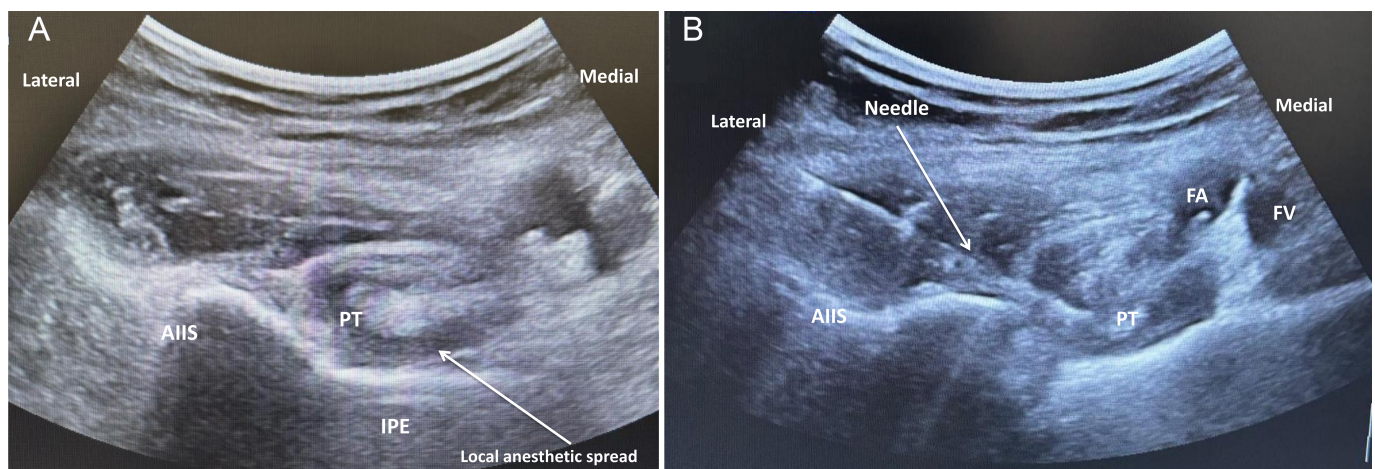 A
Lateral
Medial
AIIS
PT
IPE
Local anesthetic spread
B
Needle
Lateral
Medial
FA
FV
AIIS
PT